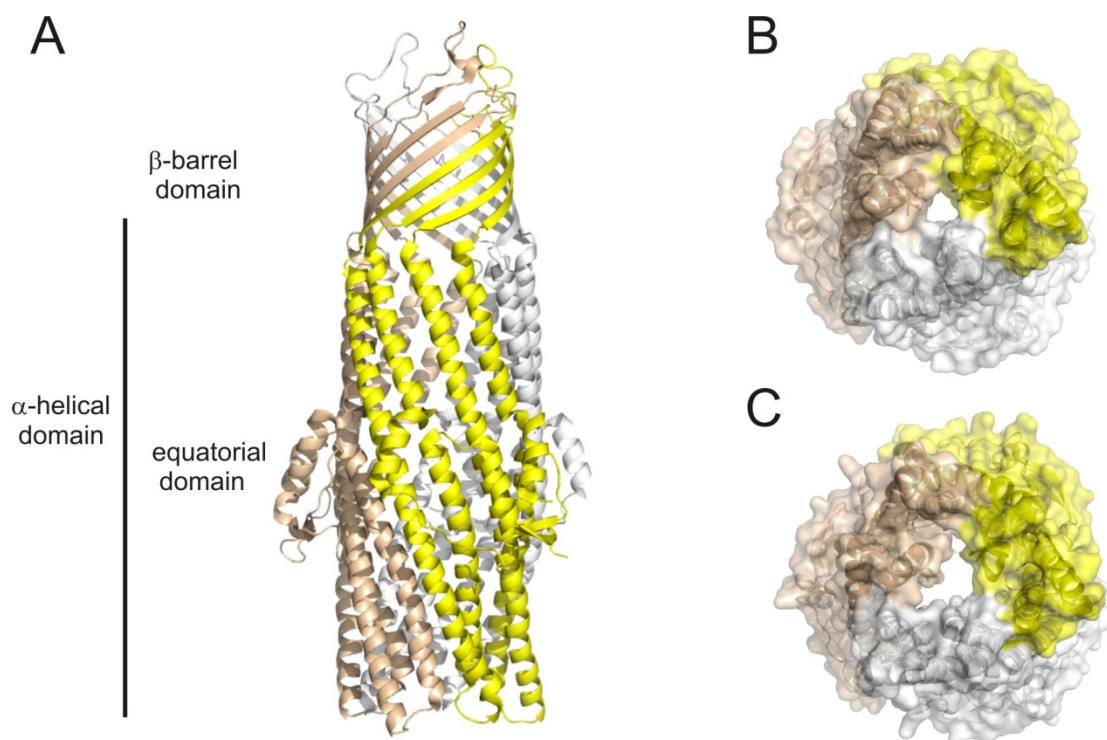 A
B
β-barrel
domain
α-helical
domain
equatorial
domain
C